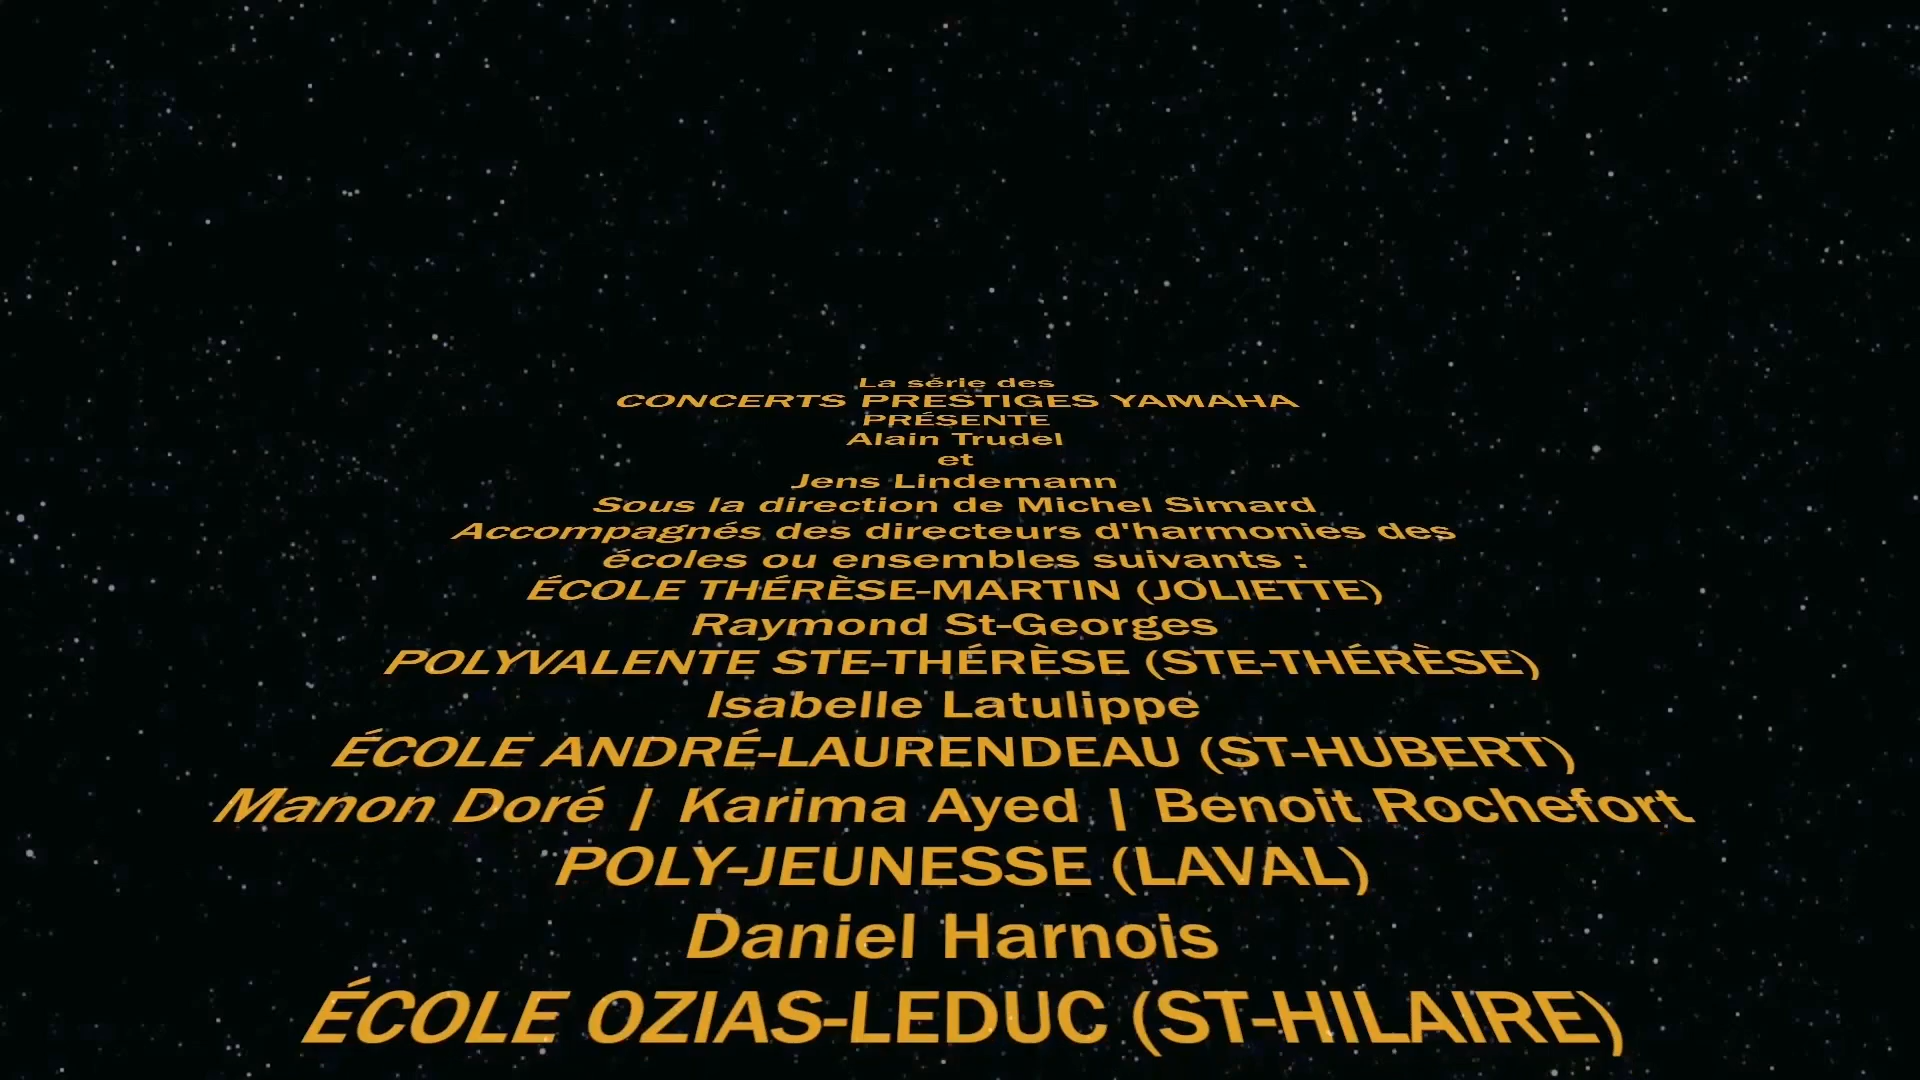 La série des
CONCERTS PRESTIGES YAMAHA
PRÉSENTE
Alain Trudel
et
Jens Lindemann
Sous la direction de Michel Simard
Accompagnés des directeurs d'harmonies des
écoles ou ensembles suivants :
ÉCOLE THÉRÈSE-MARTIN (JOLIETTE)
Raymond St-Georges
POLYVALENTE STE-THÉRÈSE (STE-THÉRÈSE)
Isabelle Latulippe
ÉCOLE ANDRÉ-LAURENDEAU (ST-HUBERT)
Manon Doré | Karima Ayed | Benoit Rochefort
POLY-JEUNESSE (LAVAL)
Daniel Harnois
ÉCOLE OZIAS-LEDUC (ST-HILAIRE)